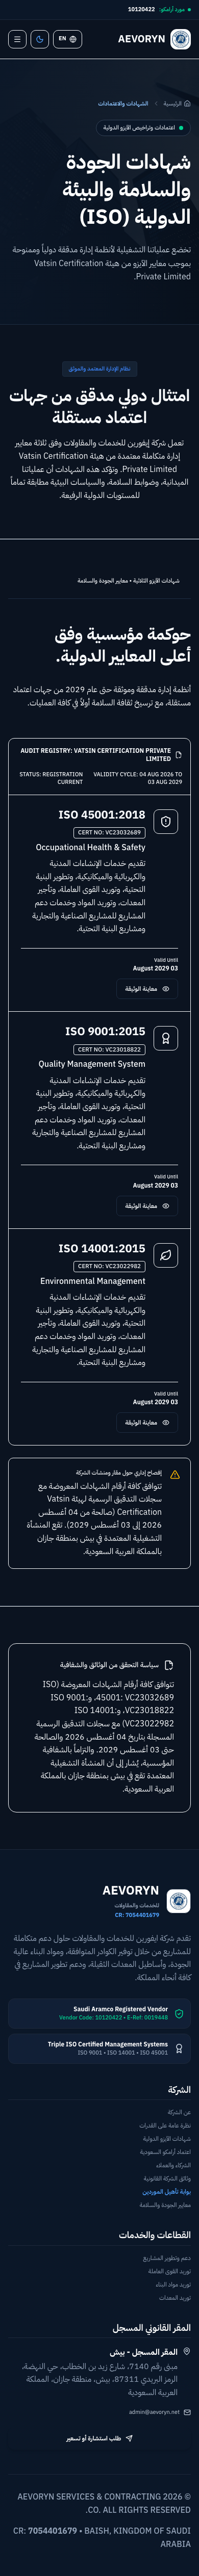 مورد أرامكو: 10120422
AEVORYN
EN
الرئيسية
الشهادات والاعتمادات
اعتمادات وتراخيص الآيزو الدولية
شهادات الجودة
والسلامة والبيئة
الدولية (ISO)
تخضع عملياتنا التشغيلية لأنظمة إدارة مدققة دولياً وممنوحة
بموجب معايير الآيزو من هيئة Vatsin Certification
Private Limited.
نظام الإدارة المعتمد والموثق
امتثال دولي مدقق من جهات
اعتماد مستقلة
تعمل شركة إيفورين للخدمات والمقاولات وفق ثلاثة معايير
إدارة متكاملة معتمدة من هيئة Vatsin Certification
Private Limited. وتؤكد هذه الشهادات أن عملياتنا
الميدانية، وضوابط السلامة، والسياسات البيئية مطابقة تماماً
للمستويات الدولية الرفيعة.
شهادات الآيزو الثلاثية • معايير الجودة والسلامة
حوكمة مؤسسية وفق
أعلى المعايير الدولية.
أنظمة إدارة مدققة وموثقة حتى عام 2029 من جهات اعتماد
مستقلة، مع ترسيخ ثقافة السلامة أولاً في كافة العمليات.
AUDIT REGISTRY: VATSIN CERTIFICATION PRIVATE
LIMITED
STATUS: REGISTRATION CURRENT
VALIDITY CYCLE: 04 AUG 2026 TO 03 AUG 2029
ISO 45001:2018
CERT NO: VC23032689
Occupational Health & Safety
تقديم خدمات الإنشاءات المدنية
والكهربائية والميكانيكية، وتطوير البنية
التحتية، وتوريد القوى العاملة، وتأجير
المعدات، وتوريد المواد وخدمات دعم
المشاريع للمشاريع الصناعية والتجارية
ومشاريع البنية التحتية.
Valid Until
03 August 2029
معاينة الوثيقة
ISO 9001:2015
CERT NO: VC23018822
Quality Management System
تقديم خدمات الإنشاءات المدنية
والكهربائية والميكانيكية، وتطوير البنية
التحتية، وتوريد القوى العاملة، وتأجير
المعدات، وتوريد المواد وخدمات دعم
المشاريع للمشاريع الصناعية والتجارية
ومشاريع البنية التحتية.
Valid Until
03 August 2029
معاينة الوثيقة
ISO 14001:2015
CERT NO: VC23022982
Environmental Management
تقديم خدمات الإنشاءات المدنية
والكهربائية والميكانيكية، وتطوير البنية
التحتية، وتوريد القوى العاملة، وتأجير
المعدات، وتوريد المواد وخدمات دعم
المشاريع للمشاريع الصناعية والتجارية
ومشاريع البنية التحتية.
Valid Until
03 August 2029
معاينة الوثيقة
إفصاح إداري حول مقار ومنشآت الشركة
تتوافق كافة أرقام الشهادات المعروضة مع
سجلات التدقيق الرسمية لهيئة Vatsin
Certification (صالحة من 04 أغسطس
2026 إلى 03 أغسطس 2029). تقع المنشأة
التشغيلية المعتمدة في بيش بمنطقة جازان
بالمملكة العربية السعودية.
سياسة التحقق من الوثائق والشفافية
تتوافق كافة أرقام الشهادات المعروضة (ISO
45001: VC23032689، وISO 9001:
VC23018822، وISO 14001:
VC23022982) مع سجلات التدقيق الرسمية
المسجلة بتاريخ 04 أغسطس 2026 والصالحة
حتى 03 أغسطس 2029. والتزاماً بالشفافية
المؤسسية، يُشار إلى أن المنشأة التشغيلية
المعتمدة تقع في بيش بمنطقة جازان بالمملكة
العربية السعودية.
AEVORYN
للخدمات والمقاولات
CR: 7054401679
تقدم شركة إيفورين للخدمات والمقاولات حلول دعم متكاملة
للمشاريع من خلال توفير الكوادر المتوافقة، ومواد البناء عالية
الجودة، وأساطيل المعدات الثقيلة، ودعم تطوير المشاريع في
كافة أنحاء المملكة.
Saudi Aramco Registered Vendor
Vendor Code: 10120422 • E-Ref: 0019448
Triple ISO Certified Management Systems
ISO 9001 • ISO 14001 • ISO 45001
الشركة
عن الشركة
نظرة عامة على القدرات
شهادات الآيزو الدولية
اعتماد أرامكو السعودية
الشركاء والعملاء
وثائق الشركة القانونية
بوابة تأهيل الموردين
معايير الجودة والسلامة
القطاعات والخدمات
دعم وتطوير المشاريع
توريد القوى العاملة
توريد مواد البناء
توريد المعدات
المقر القانوني المسجل
المقر المسجل - بيش
مبنى رقم 7140، شارع زيد بن الخطاب، حي النهضة،
الرمز البريدي 87311، بيش، منطقة جازان، المملكة
العربية السعودية
admin@aevoryn.net
طلب استشارة أو تسعير
© 2026 AEVORYN SERVICES & CONTRACTING
CO. ALL RIGHTS RESERVED.
CR: 7054401679 • BAISH, KINGDOM OF SAUDI
ARABIA